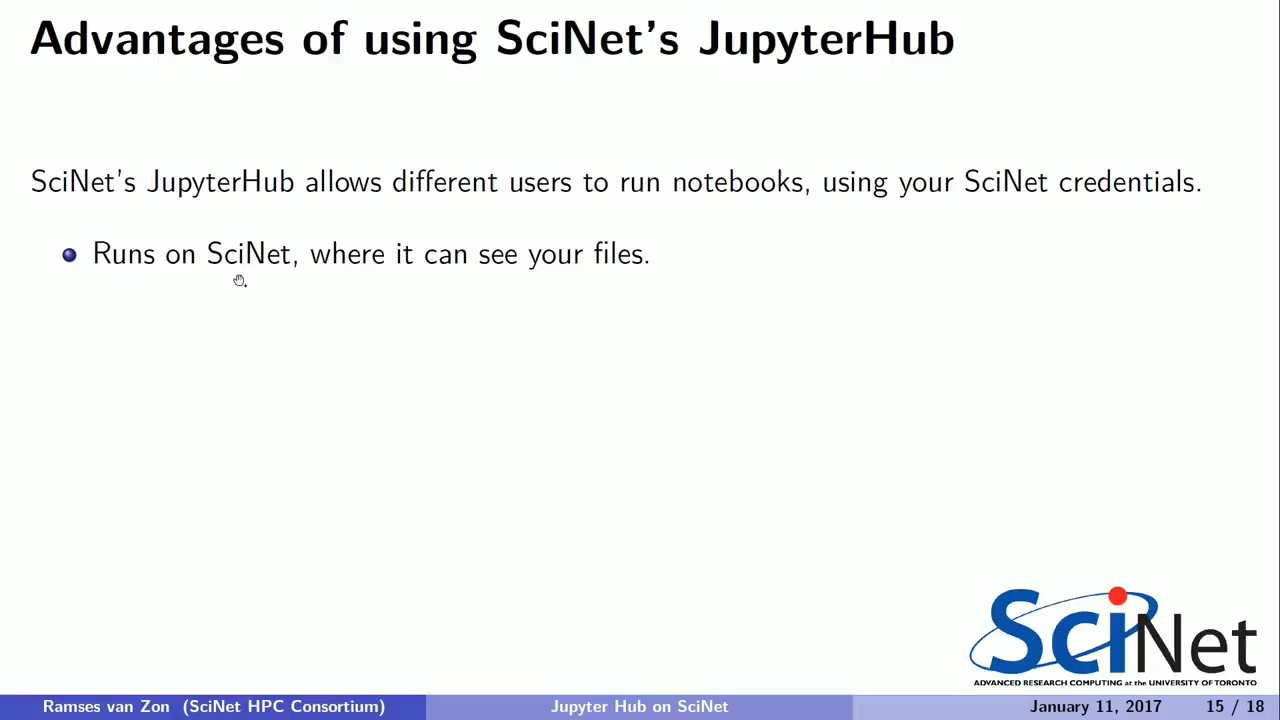 Advantages of using SciNet's JupyterHub
SciNet's JupyterHub allows different users to run notebooks, using your SciNet credentials.
Runs on SciNet, where it can see your files.
SciNet
ADVANCED RESEARCH COMPUTING at the UNIVERSITY OF TORONTO
Ramses van Zon (SciNet HPC Consortium) Jupyter Hub on SciNet January 11, 2017 15 / 18